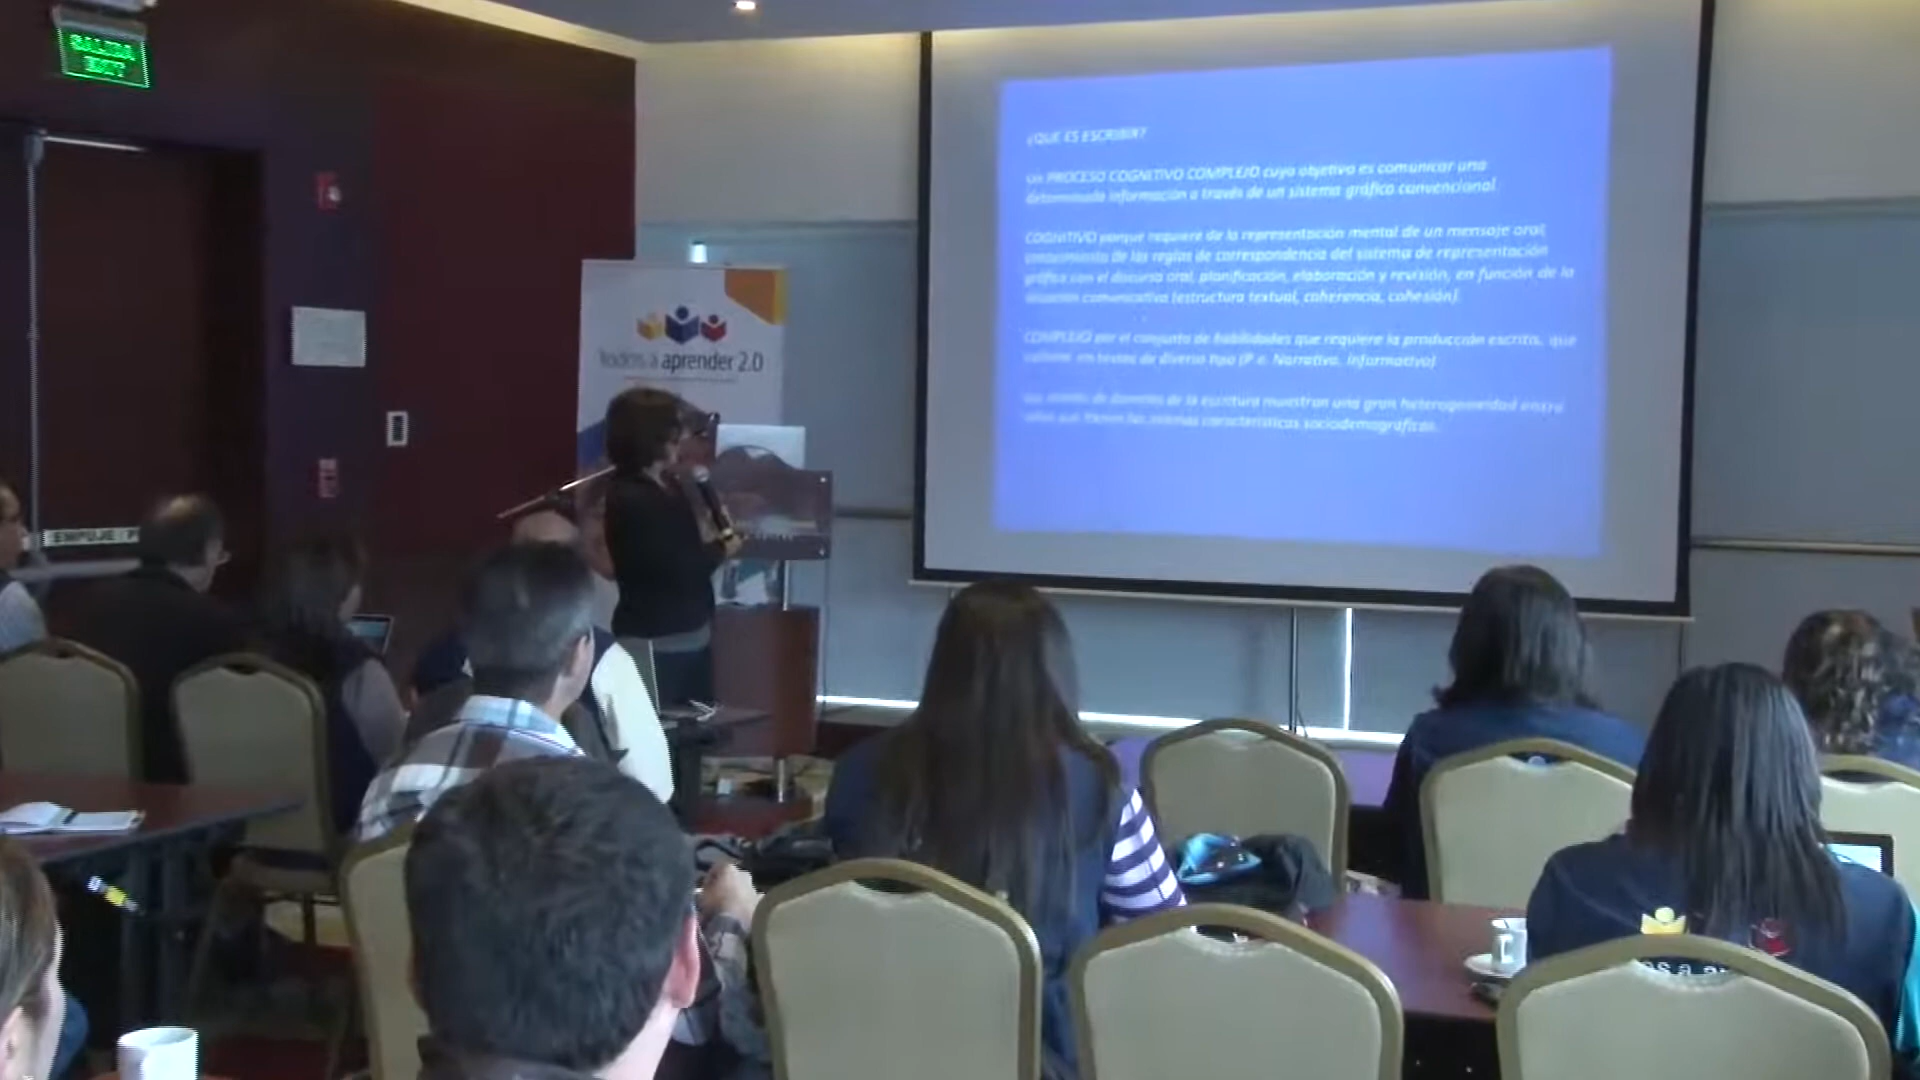 SALIDA
EXIT
¿QUE ES ESCRIBIR?
Un PROCESO COGNITIVO COMPLEJO cuyo objetivo es comunicar una
determinada información a través de un sistema gráfico convencional
COGNITIVO porque requiere de la representación mental de un mensaje oral,
conocimiento de las reglas de correspondencia del sistema de representación
gráfica con el discurso oral, planificación, elaboración y revisión, en función de la
situación comunicativa (estructura textual, coherencia, cohesión)
COMPLEJO por el conjunto de habilidades que requiere la producción escrita, que
en textos de diverso tipo (P.e. Narrativo, informativo)
de dominio de la escritura muestran una gran heterogeneidad entre
niños que tienen las mismas características sociodemográficas.
Todos a aprender 2.0
EMPUJE